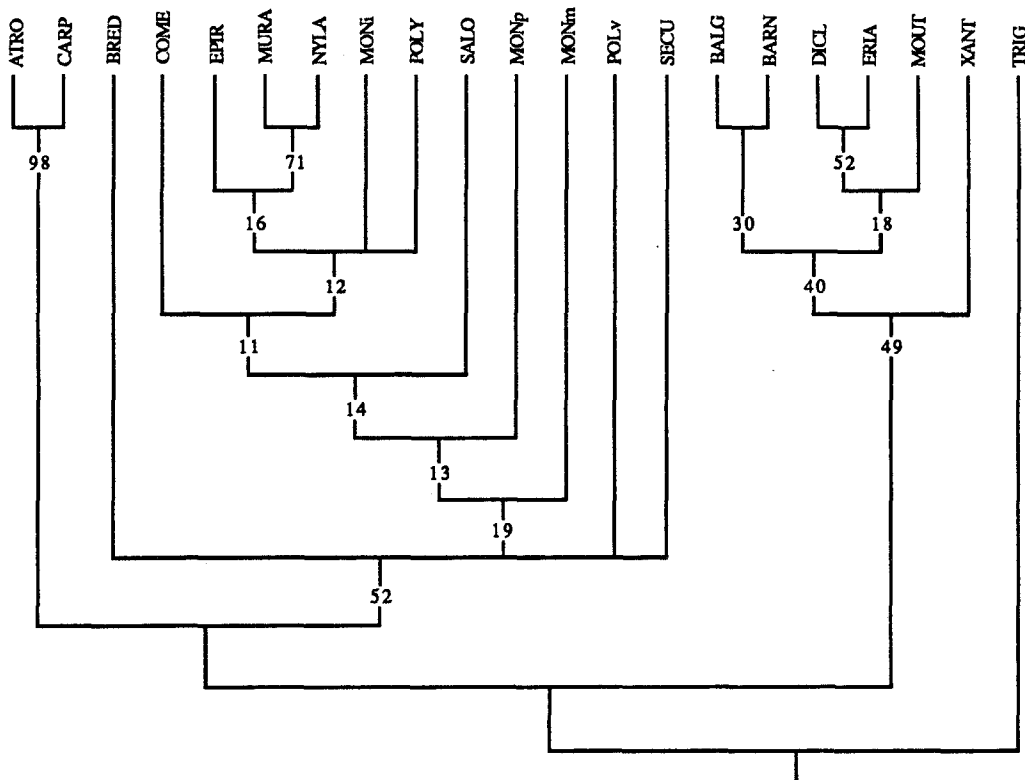 ATRO CARP BRED COME EPIR MURA NYLA MONi POLY SALO MONp MONm POLv SECU BALG BARN DICL ERIA MOUT XANT TRIG
98 71 52
16 30 18
12 40
11 49
14
13
19
52